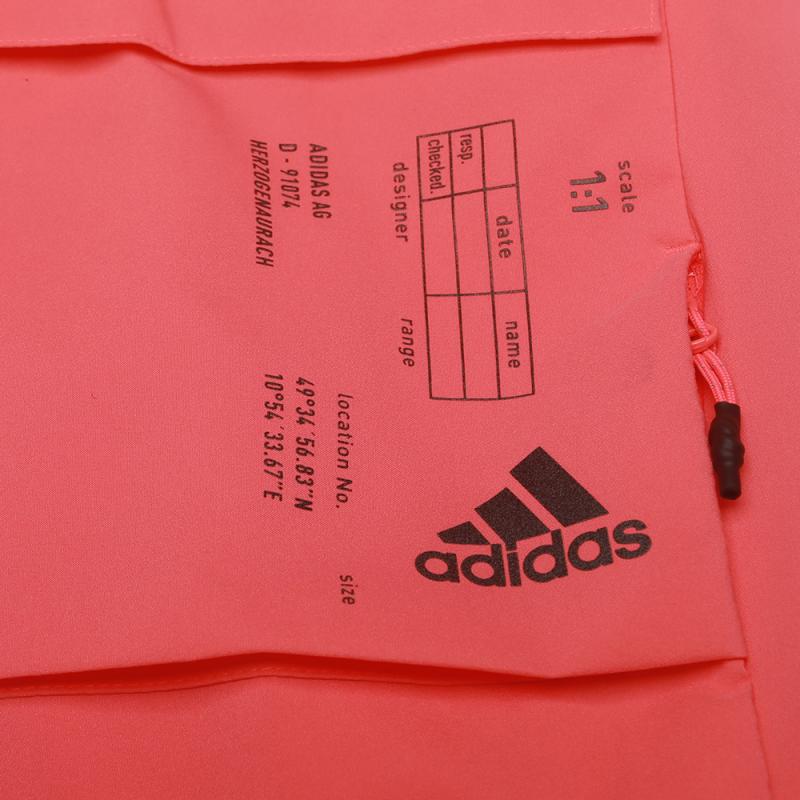 scale
1:1
date
name
resp.
checked.
designer
range
ADIDAS AG
D - 91074
HERZOGENAURACH
location No.
49°34´56.83"N
10°54´33.67"E
size
adidas